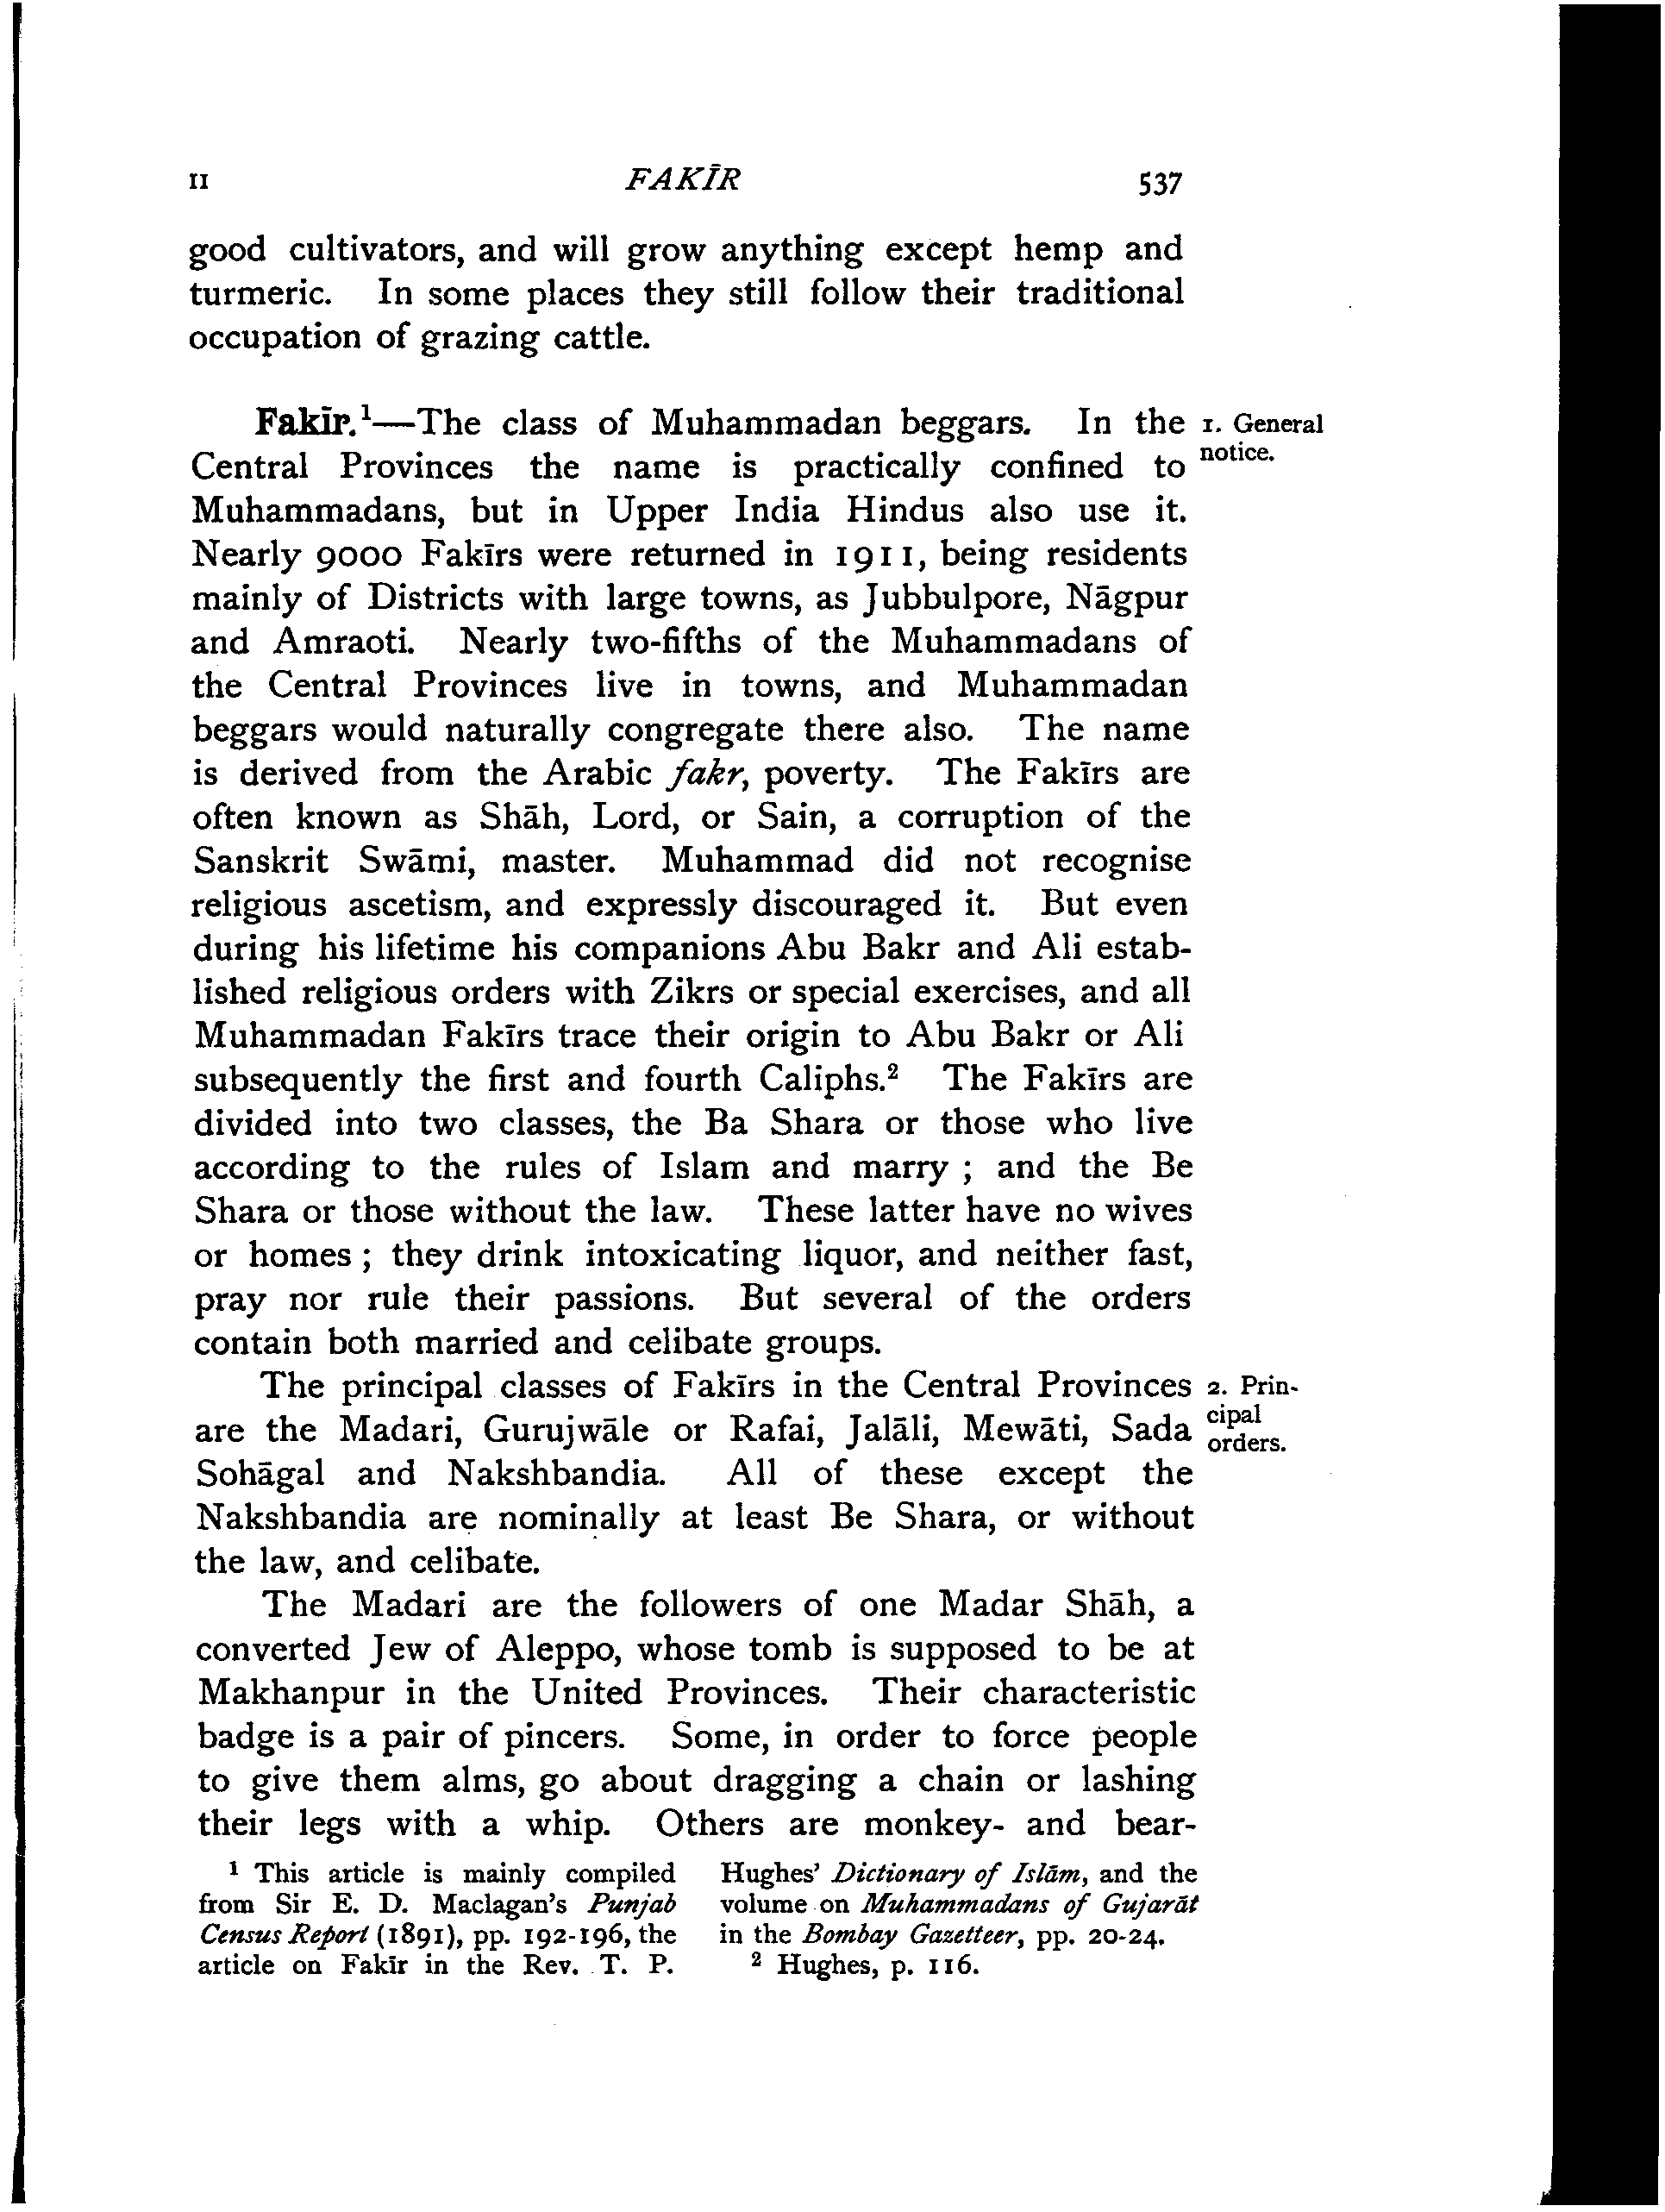 II FAKĪR 537
good cultivators, and will grow anything except hemp and
turmeric. In some places they still follow their traditional
occupation of grazing cattle.
Fakīr.¹—The class of Muhammadan beggars. In the
1. General
notice.
Central Provinces the name is practically confined to
Muhammadans, but in Upper India Hindus also use it.
Nearly 9000 Fakīrs were returned in 1911, being residents
mainly of Districts with large towns, as Jubbulpore, Nāgpur
and Amraoti. Nearly two-fifths of the Muhammadans of
the Central Provinces live in towns, and Muhammadan
beggars would naturally congregate there also. The name
is derived from the Arabic fakr, poverty. The Fakīrs are
often known as Shāh, Lord, or Sain, a corruption of the
Sanskrit Swāmi, master. Muhammad did not recognise
religious ascetism, and expressly discouraged it. But even
during his lifetime his companions Abu Bakr and Ali estab-
lished religious orders with Zikrs or special exercises, and all
Muhammadan Fakīrs trace their origin to Abu Bakr or Ali
subsequently the first and fourth Caliphs.² The Fakīrs are
divided into two classes, the Ba Shara or those who live
according to the rules of Islam and marry ; and the Be
Shara or those without the law. These latter have no wives
or homes ; they drink intoxicating liquor, and neither fast,
pray nor rule their passions. But several of the orders
contain both married and celibate groups.
The principal classes of Fakīrs in the Central Provinces
2. Prin-
cipal
orders.
are the Madari, Gurujwāle or Rafai, Jalāli, Mewāti, Sada
Sohāgal and Nakshbandia. All of these except the
Nakshbandia are nominally at least Be Shara, or without
the law, and celibate.
The Madari are the followers of one Madar Shāh, a
converted Jew of Aleppo, whose tomb is supposed to be at
Makhanpur in the United Provinces. Their characteristic
badge is a pair of pincers. Some, in order to force people
to give them alms, go about dragging a chain or lashing
their legs with a whip. Others are monkey- and bear-
¹ This article is mainly compiled
from Sir E. D. Maclagan's Punjab
Census Report (1891), pp. 192-196, the
article on Fakīr in the Rev. T. P.
Hughes' Dictionary of Islām, and the
volume on Muhammadans of Gujarāt
in the Bombay Gazetteer, pp. 20-24.
² Hughes, p. 116.